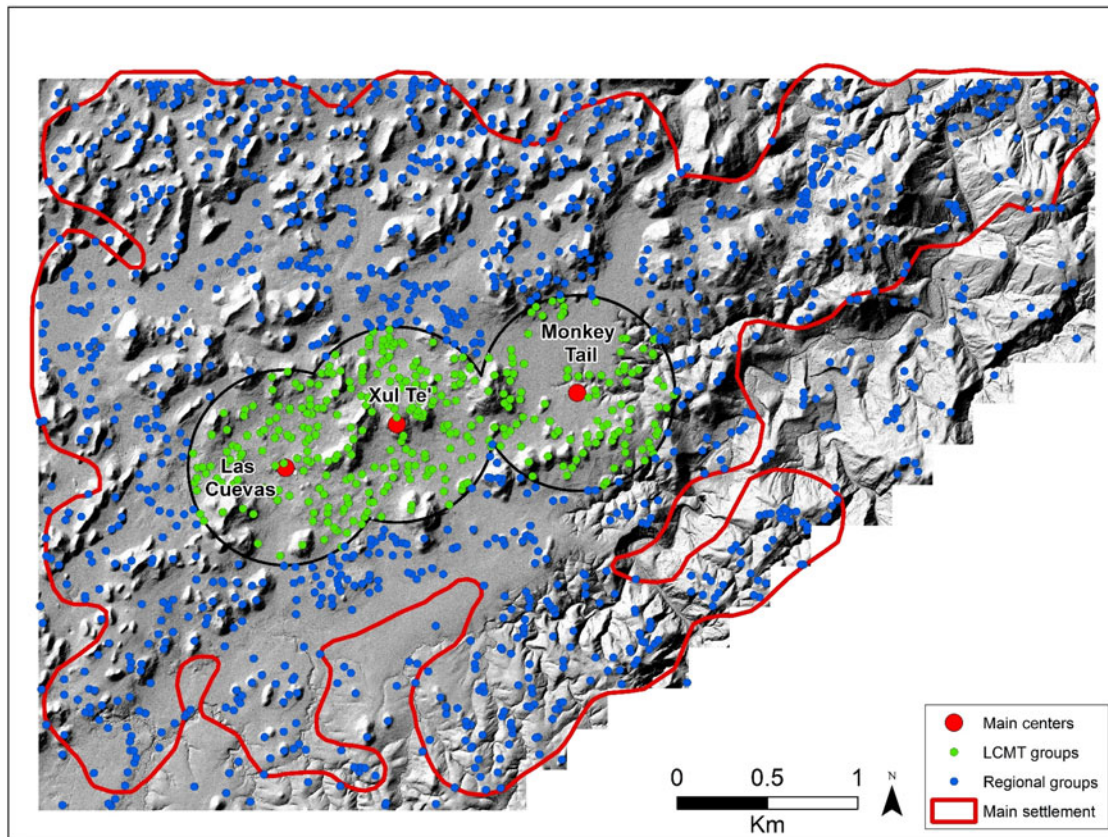 Monkey
Tail
Xul Te'
Las
Cuevas
Main centers
LCMT groups
Regional groups
Main settlement
0 0.5 1
Km
N